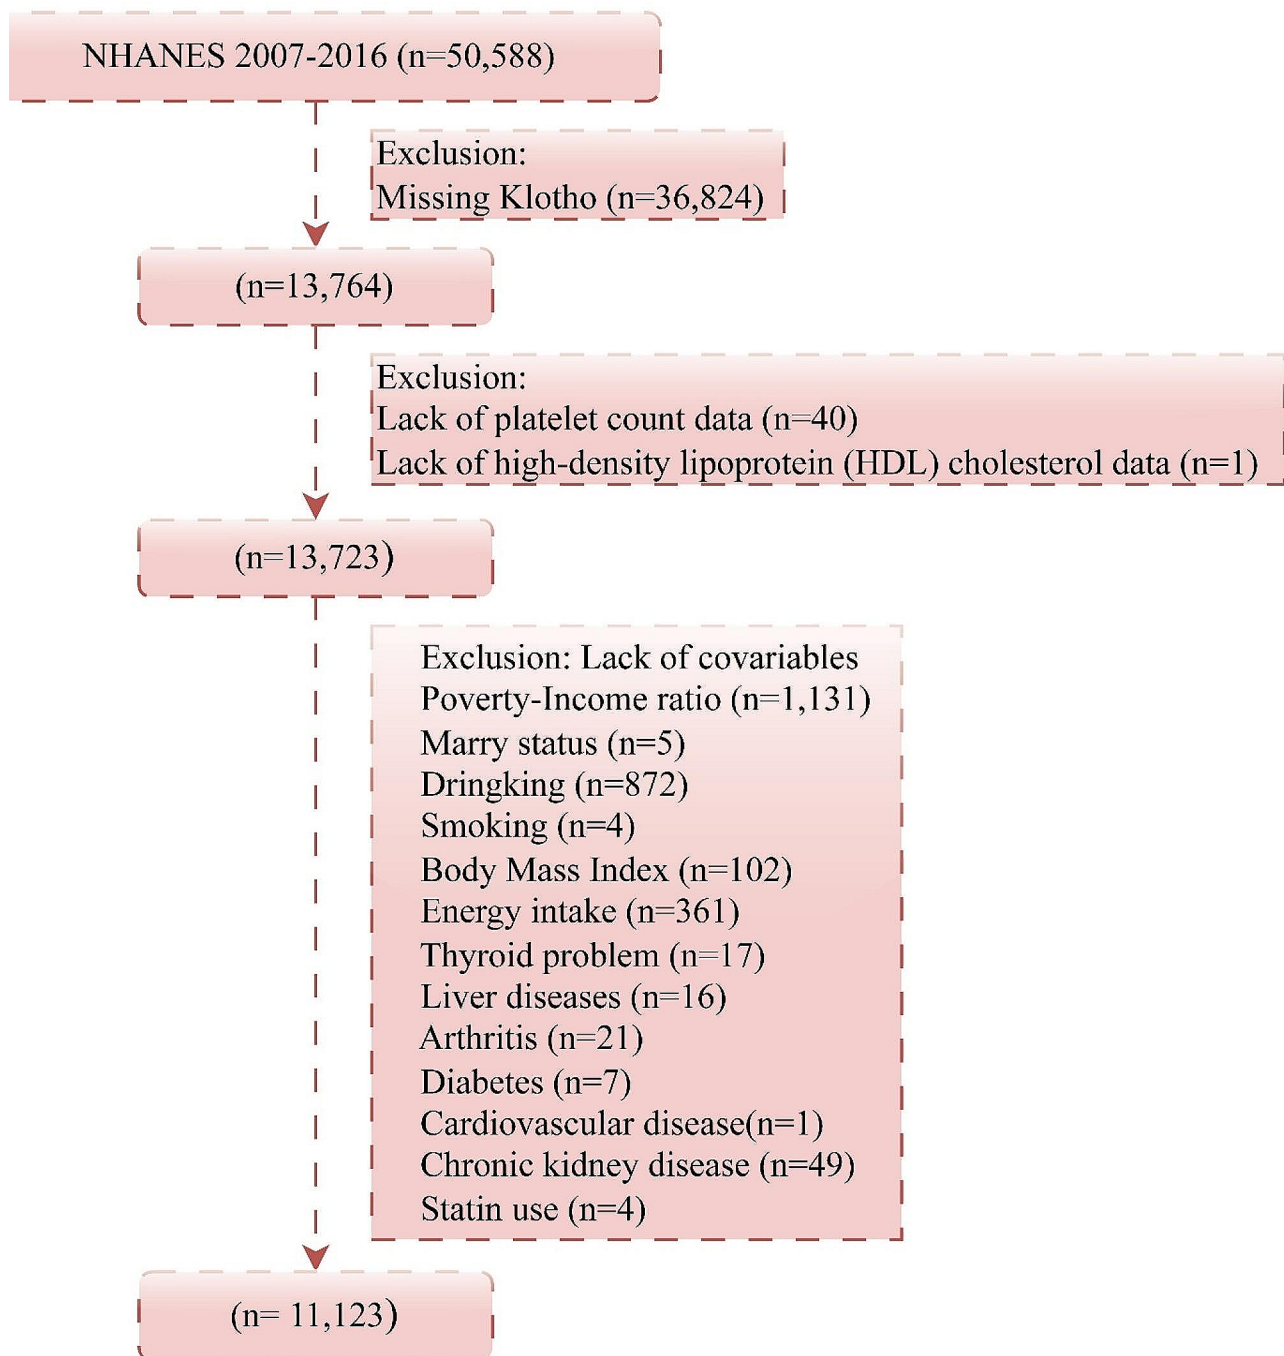 NHANES 2007-2016 (n=50,588)
Exclusion:
Missing Klotho (n=36,824)
(n=13,764)
Exclusion:
Lack of platelet count data (n=40)
Lack of high-density lipoprotein (HDL) cholesterol data (n=1)
(n=13,723)
Exclusion: Lack of covariables
Poverty-Income ratio (n=1,131)
Marry status (n=5)
Dringking (n=872)
Smoking (n=4)
Body Mass Index (n=102)
Energy intake (n=361)
Thyroid problem (n=17)
Liver diseases (n=16)
Arthritis (n=21)
Diabetes (n=7)
Cardiovascular disease(n=1)
Chronic kidney disease (n=49)
Statin use (n=4)
(n= 11,123)